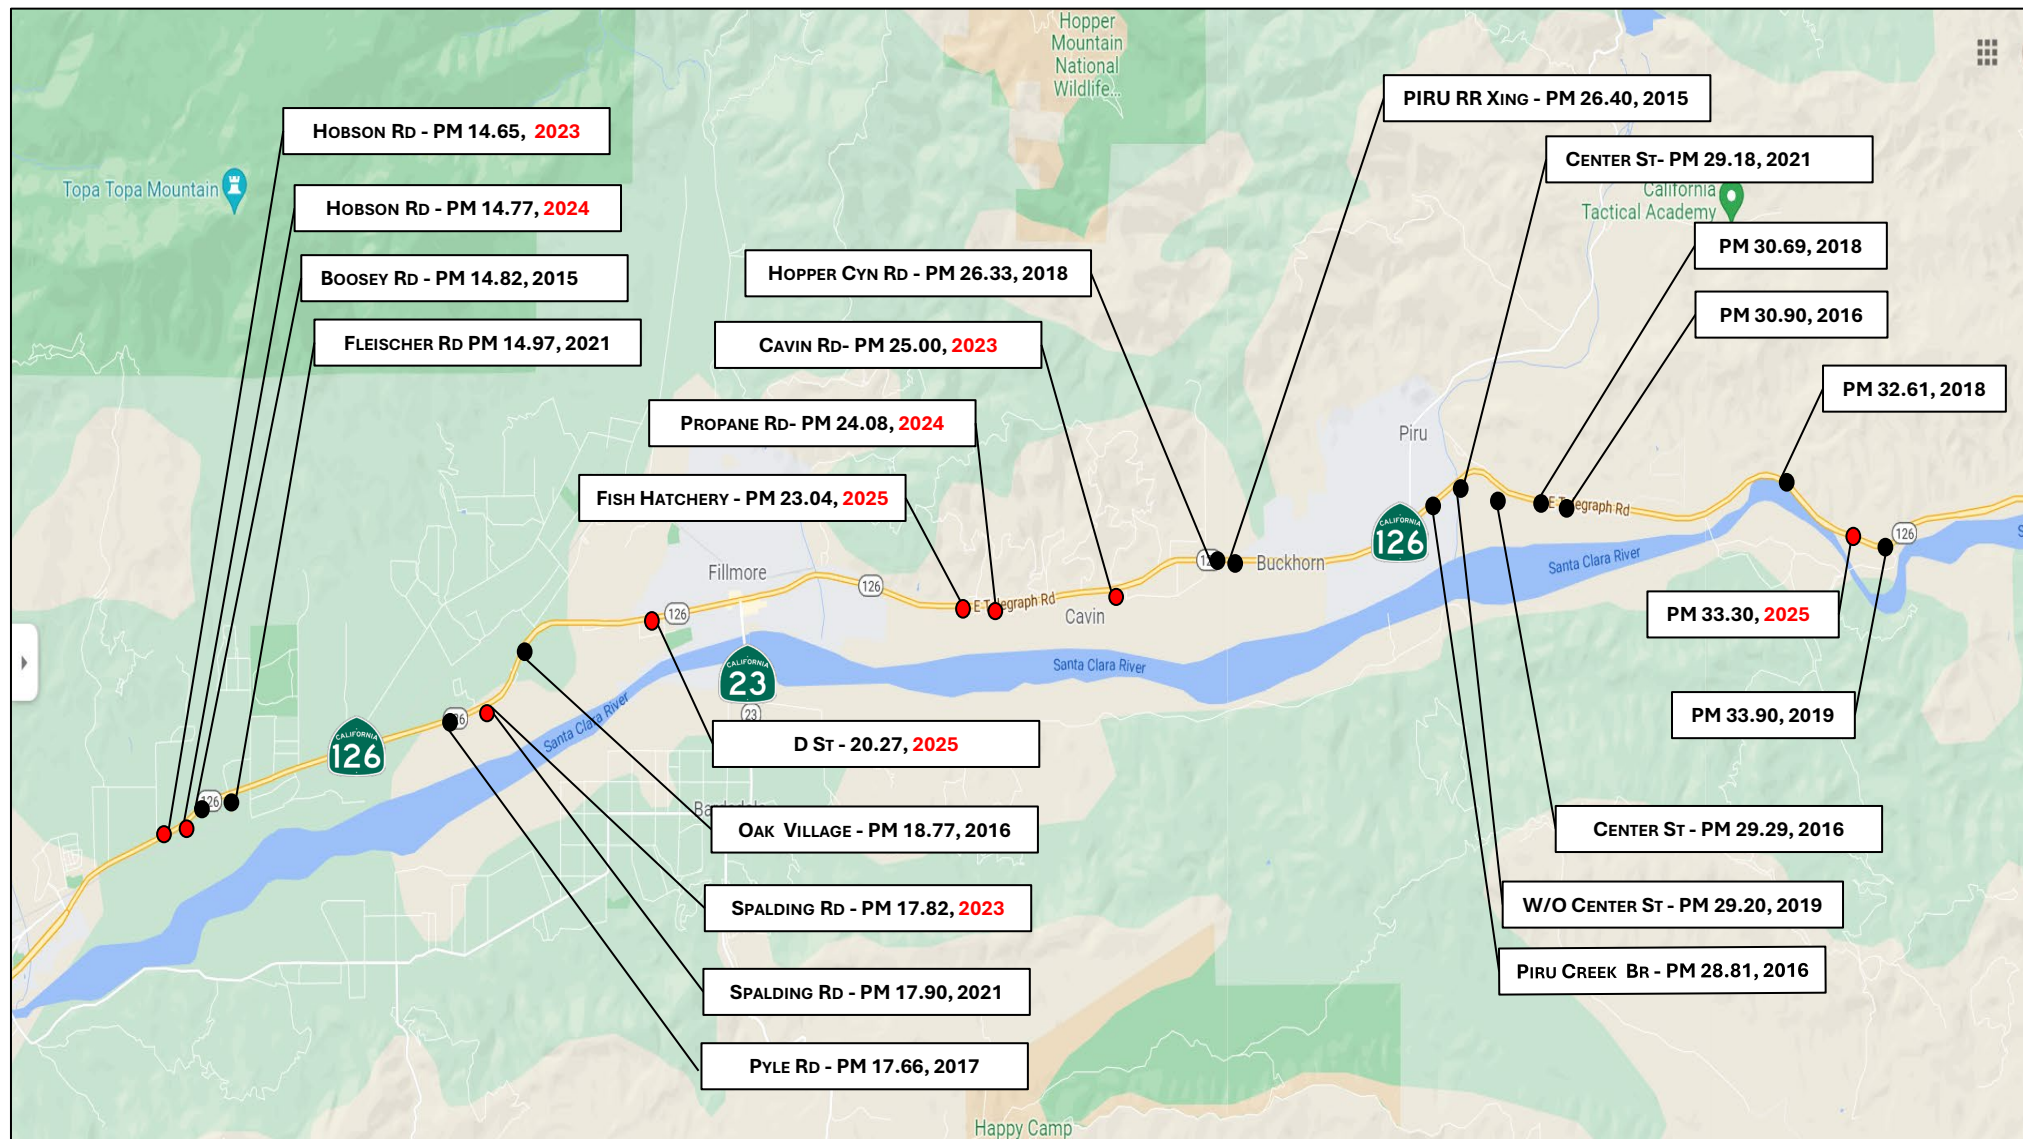 Hopper
Mountain
National
Wildlife...
PIRU RR XING - PM 26.40, 2015
HOBSON RD - PM 14.65, 2023
CENTER ST- PM 29.18, 2021
Topa Topa Mountain
California
Tactical Academy
HOBSON RD - PM 14.77, 2024
PM 30.69, 2018
BOOSEY RD - PM 14.82, 2015
HOPPER CYN RD - PM 26.33, 2018
PM 30.90, 2016
FLEISCHER RD PM 14.97, 2021
CAVIN RD- PM 25.00, 2023
PM 32.61, 2018
PROPANE RD- PM 24.08, 2024
Piru
FISH HATCHERY - PM 23.04, 2025
E Telegraph Rd
CALIFORNIA
126
126
Buckhorn
Santa Clara River
Fillmore
126
E Telegraph Rd
126
Cavin
PM 33.30, 2025
Santa Clara River
CALIFORNIA
23
23
PM 33.90, 2019
Santa Clara River
CALIFORNIA
126
D ST - 20.27, 2025
OAK VILLAGE - PM 18.77, 2016
CENTER ST - PM 29.29, 2016
SPALDING RD - PM 17.82, 2023
W/O CENTER ST - PM 29.20, 2019
PIRU CREEK BR - PM 28.81, 2016
SPALDING RD - PM 17.90, 2021
PYLE RD - PM 17.66, 2017
Happy Camp